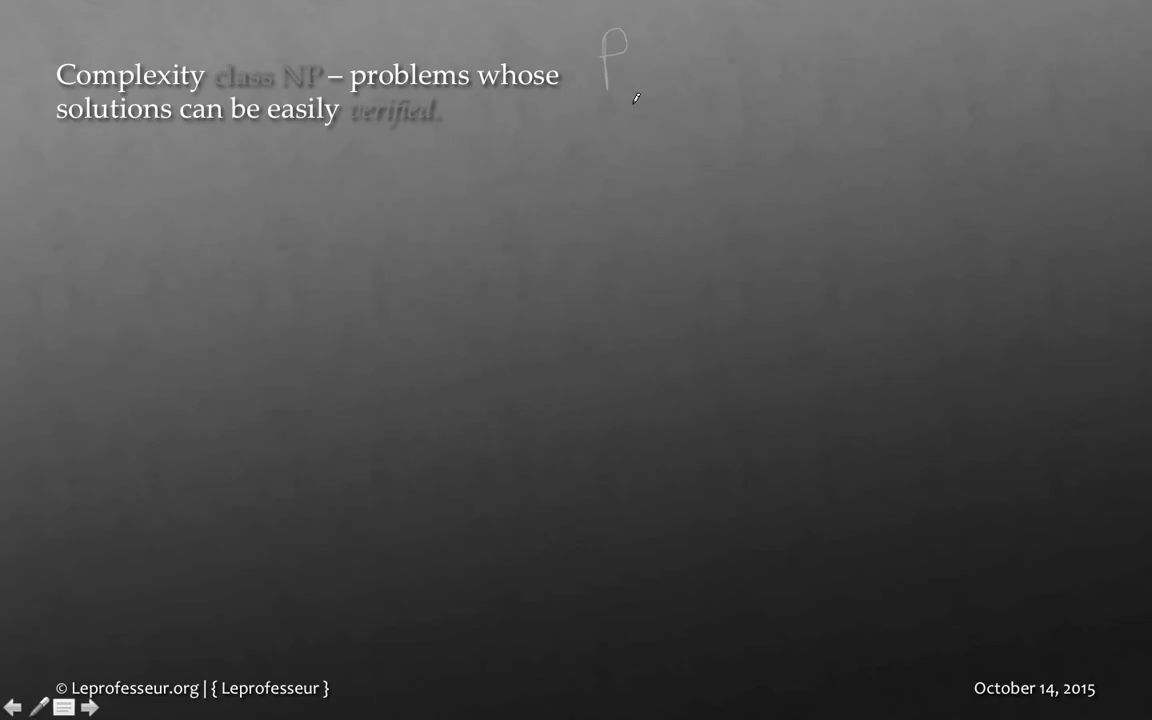 Complexity class NP – problems whose
solutions can be easily verified.
P
© Leprofesseur.org | { Leprofesseur }
October 14, 2015